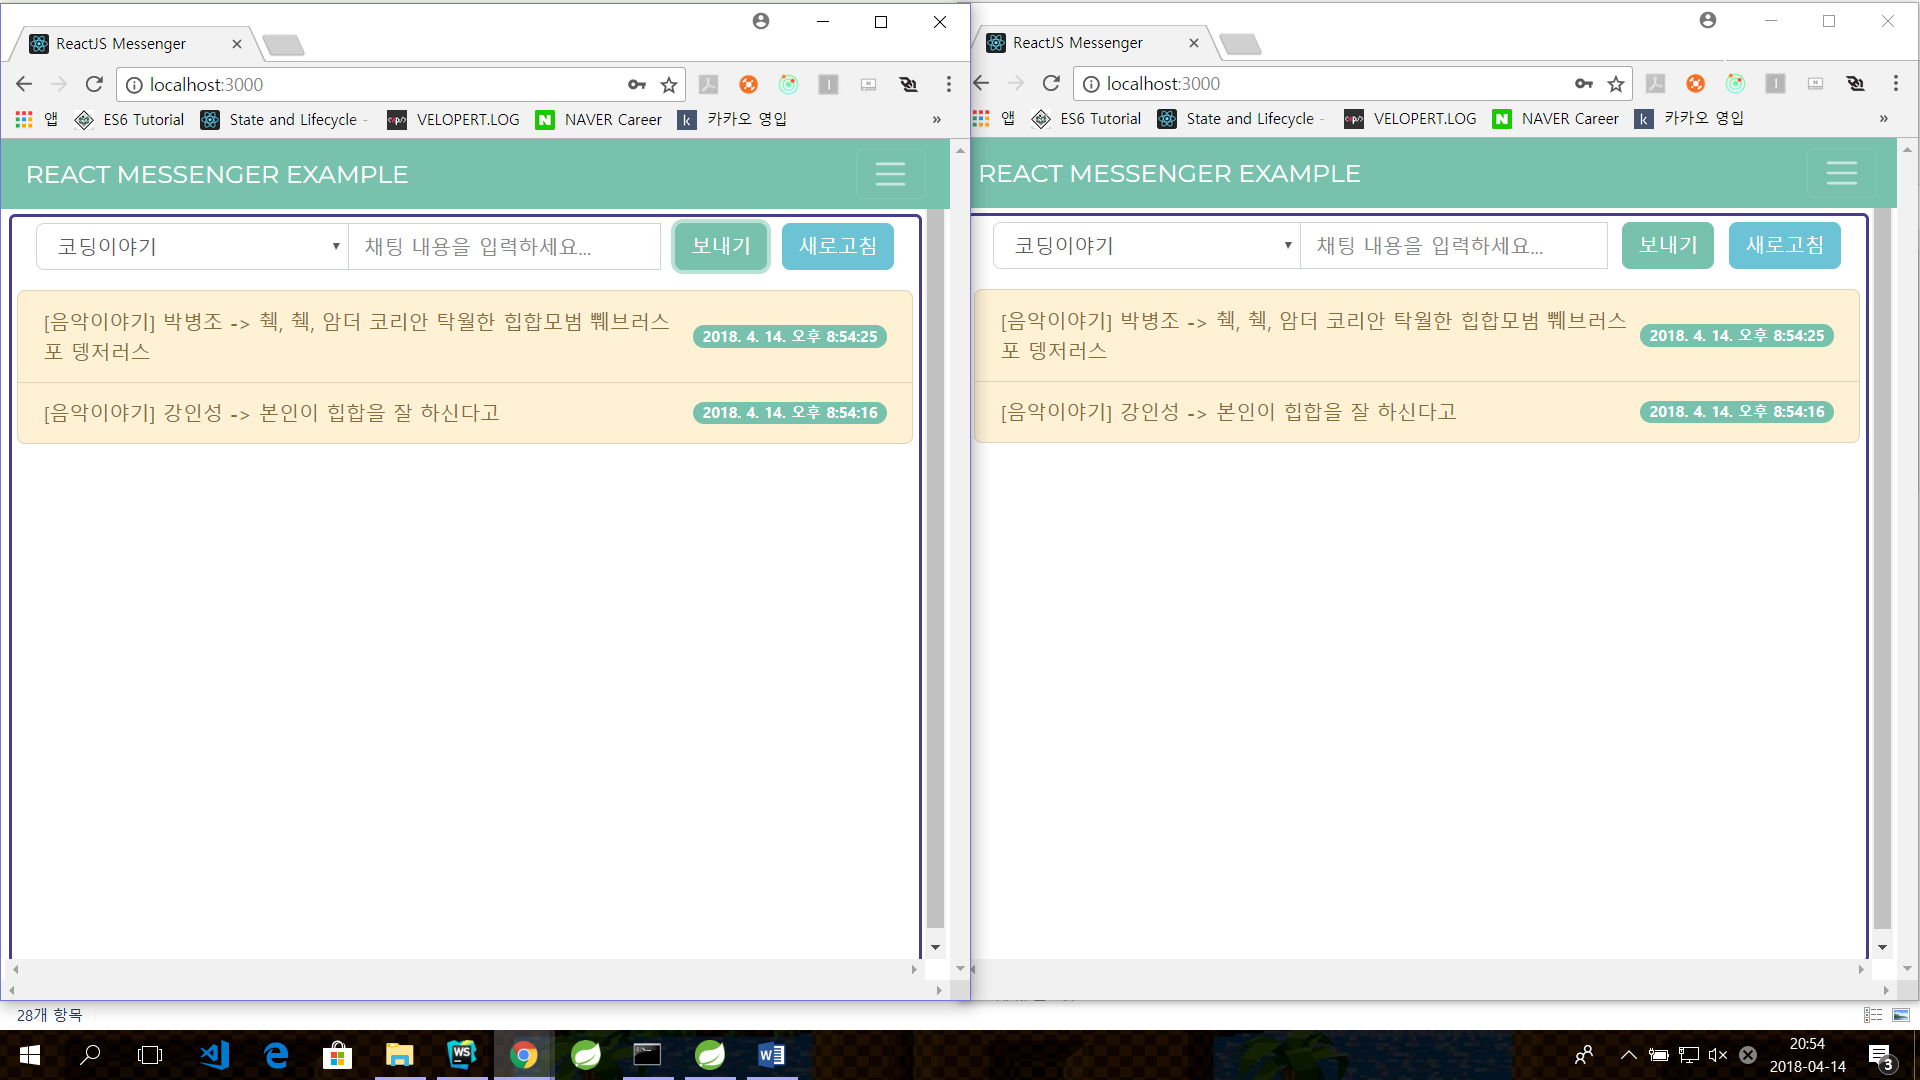 ReactJS Messenger
localhost:3000
앱 ES6 Tutorial State and Lifecycle - VELOPERT.LOG NAVER Career 카카오 영입 »
REACT MESSENGER EXAMPLE
코딩이야기 채팅 내용을 입력하세요... 보내기 새로고침
[음악이야기] 박병조 -> 췍, 췍, 암더 코리안 탁월한 힙합모범 쀄브러스
포 뎅저러스
2018. 4. 14. 오후 8:54:25
[음악이야기] 강인성 -> 본인이 힙합을 잘 하신다고 2018. 4. 14. 오후 8:54:16
ReactJS Messenger
localhost:3000
앱 ES6 Tutorial State and Lifecycle - VELOPERT.LOG NAVER Career 카카오 영입 »
REACT MESSENGER EXAMPLE
코딩이야기 채팅 내용을 입력하세요... 보내기 새로고침
[음악이야기] 박병조 -> 췍, 췍, 암더 코리안 탁월한 힙합모범 쀄브러스
포 뎅저러스
2018. 4. 14. 오후 8:54:25
[음악이야기] 강인성 -> 본인이 힙합을 잘 하신다고 2018. 4. 14. 오후 8:54:16
28개 항목
20:54
2018-04-14
3